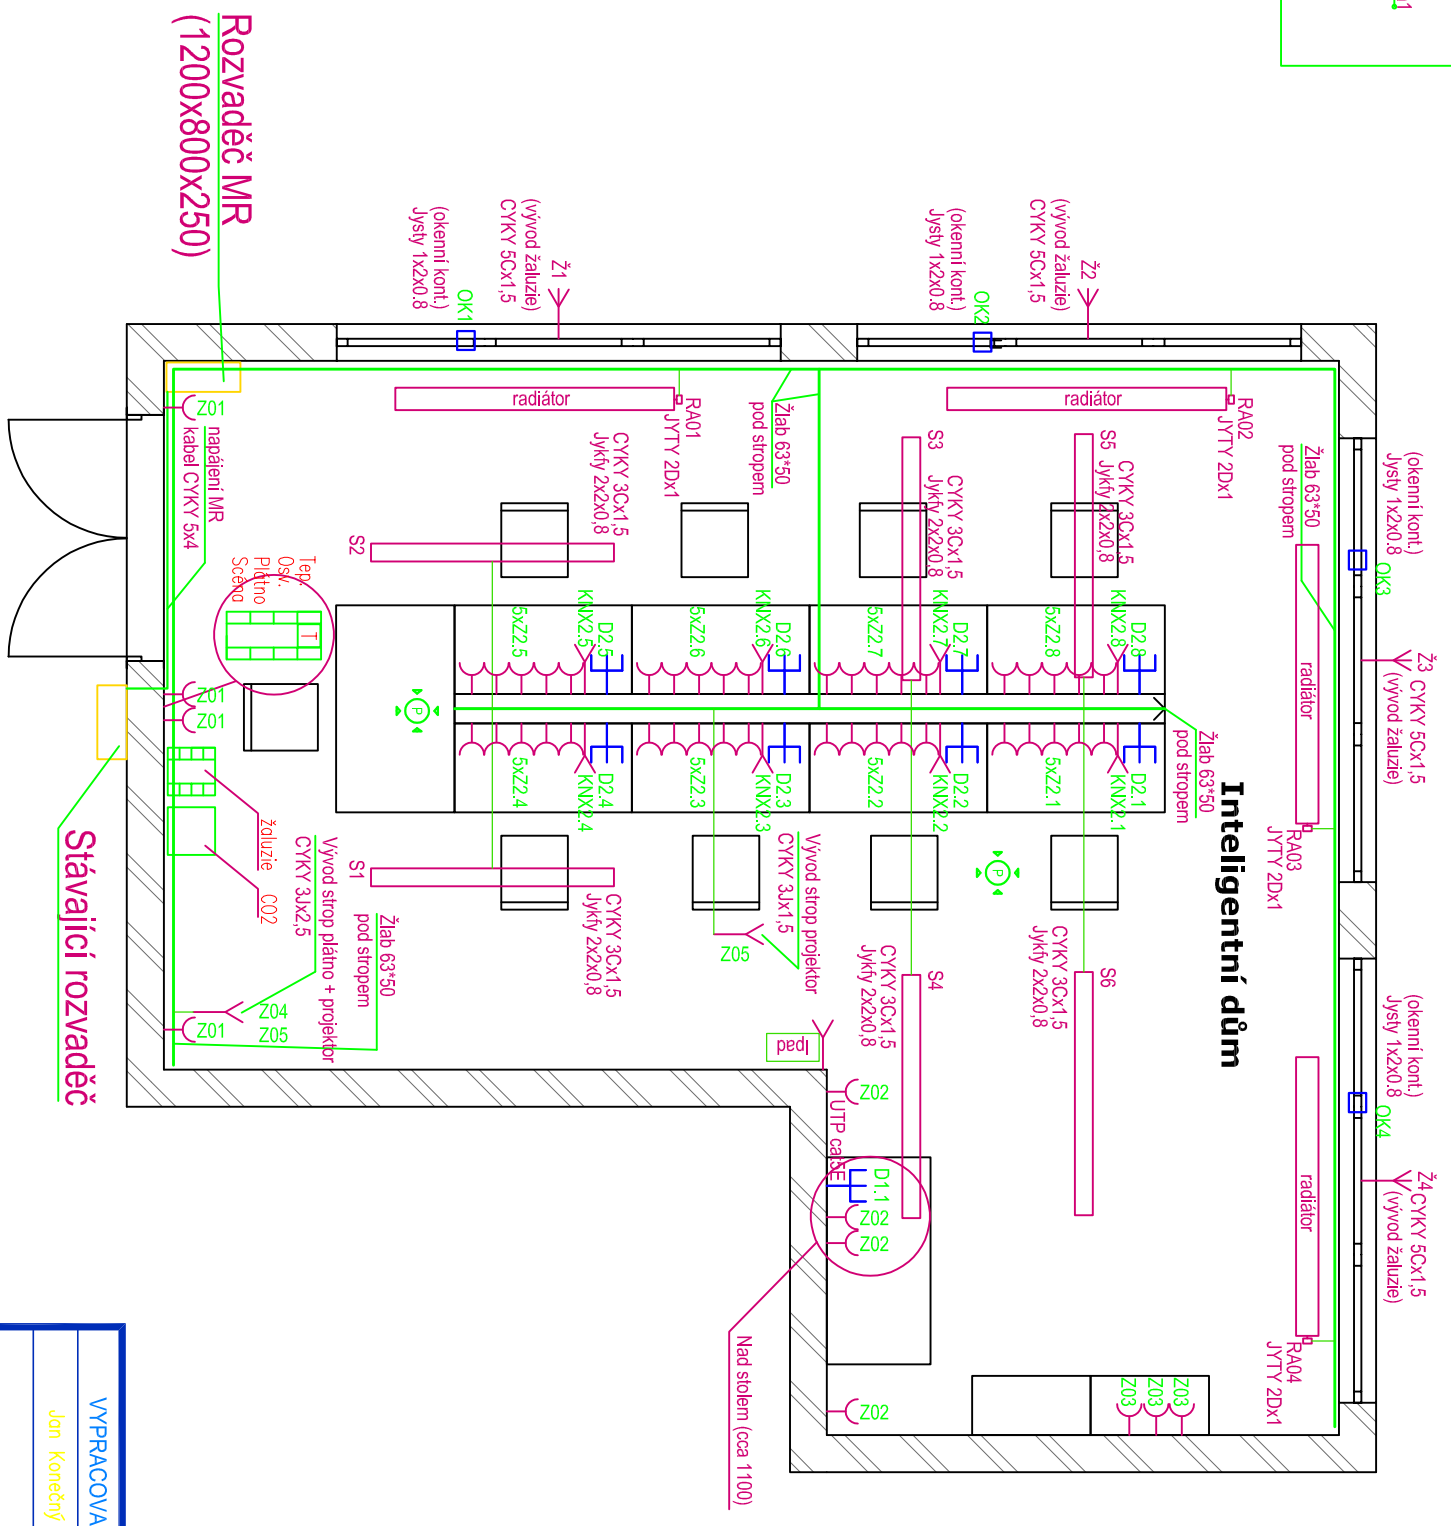 Rozvaděč MR
(1200x800x250)
Ž1
(vývod žaluzie)
CYKY 5Cx1,5
(okenní kont.)
Jysty 1x2x0.8
OK1
Ž2
(vývod žaluzie)
CYKY 5Cx1,5
(okenní kont.)
Jysty 1x2x0.8
OK2
(okenní kont.)
Jysty 1x2x0.8
OK3
Ž3
CYKY 5Cx1,5
(vývod žaluzie)
(okenní kont.)
Jysty 1x2x0.8
OK4
Ž4
CYKY 5Cx1,5
(vývod žaluzie)
radiátor
RA01
JYTY 2Dx1
radiátor
RA02
JYTY 2Dx1
radiátor
RA03
JYTY 2Dx1
radiátor
RA04
JYTY 2Dx1
Žlab 63*50
pod stropem
Žlab 63*50
pod stropem
Žlab 63*50
pod stropem
Žlab 63*50
pod stropem
Z01
napájení MR
kabel CYKY 5x4
Tep.
Osv.
Plátno
Scéna
T
S2
CYKY 3Cx1,5
Jykfy 2x2x0,8
S3
CYKY 3Cx1,5
Jykfy 2x2x0,8
S5
CYKY 3Cx1,5
Jykfy 2x2x0,8
5xZ2.5
KNX2.5
D2.5
5xZ2.6
KNX2.6
D2.6
5xZ2.7
KNX2.7
D2.7
5xZ2.8
KNX2.8
D2.8
5xZ2.4
D2.4
KNX2.4
5xZ2.3
D2.3
KNX2.3
5xZ2.2
D2.2
KNX2.2
5xZ2.1
D2.1
KNX2.1
P
P
Z01
Z01
žaluzie
CO2
Vývod strop plátno + projektor
CYKY 3Jx2,5
S1
CYKY 3Cx1,5
Jykfy 2x2x0,8
Vývod strop projektor
CYKY 3Jx1,5
Z05
S4
CYKY 3Cx1,5
Jykfy 2x2x0,8
S6
CYKY 3Cx1,5
Jykfy 2x2x0,8
Inteligentní dům
Z04
Z05
Z01
Ipad
Z02
UTP cat5E
D1.1
Z02
Z02
Nad stolem (cca 1100)
Z02
Z03
Z03
Z03
Stávající rozvaděč
VYPRACOVA
Jan Konečný